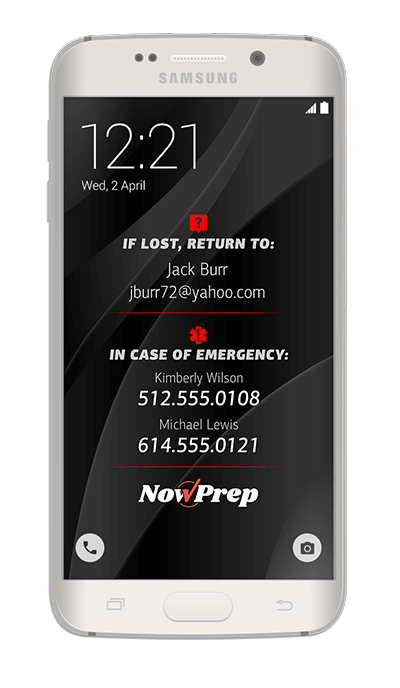 SAMSUNG
12:21
Wed, 2 April
?
IF LOST, RETURN TO:
Jack Burr
jburr72@yahoo.com
IN CASE OF EMERGENCY:
Kimberly Wilson
512.555.0108
Michael Lewis
614.555.0121
NowPrep